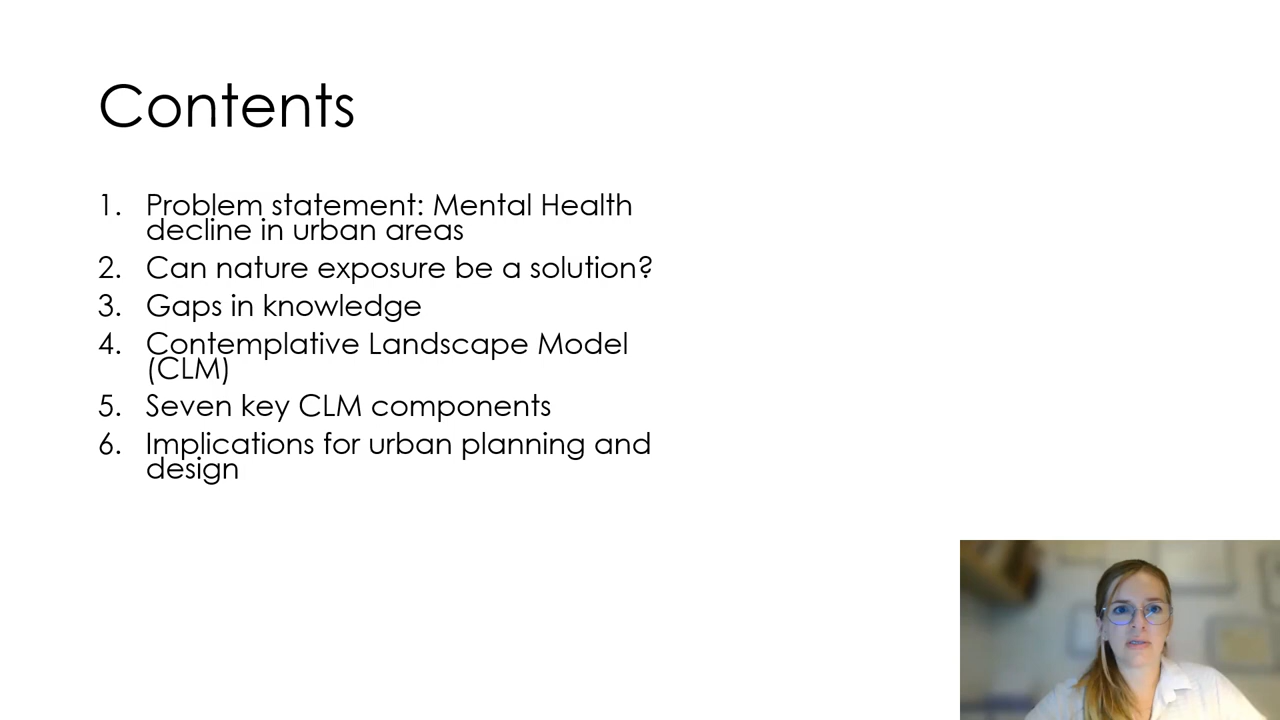 Contents
1. Problem statement: Mental Health
decline in urban areas
2. Can nature exposure be a solution?
3. Gaps in knowledge
4. Contemplative Landscape Model
(CLM)
5. Seven key CLM components
6. Implications for urban planning and
design